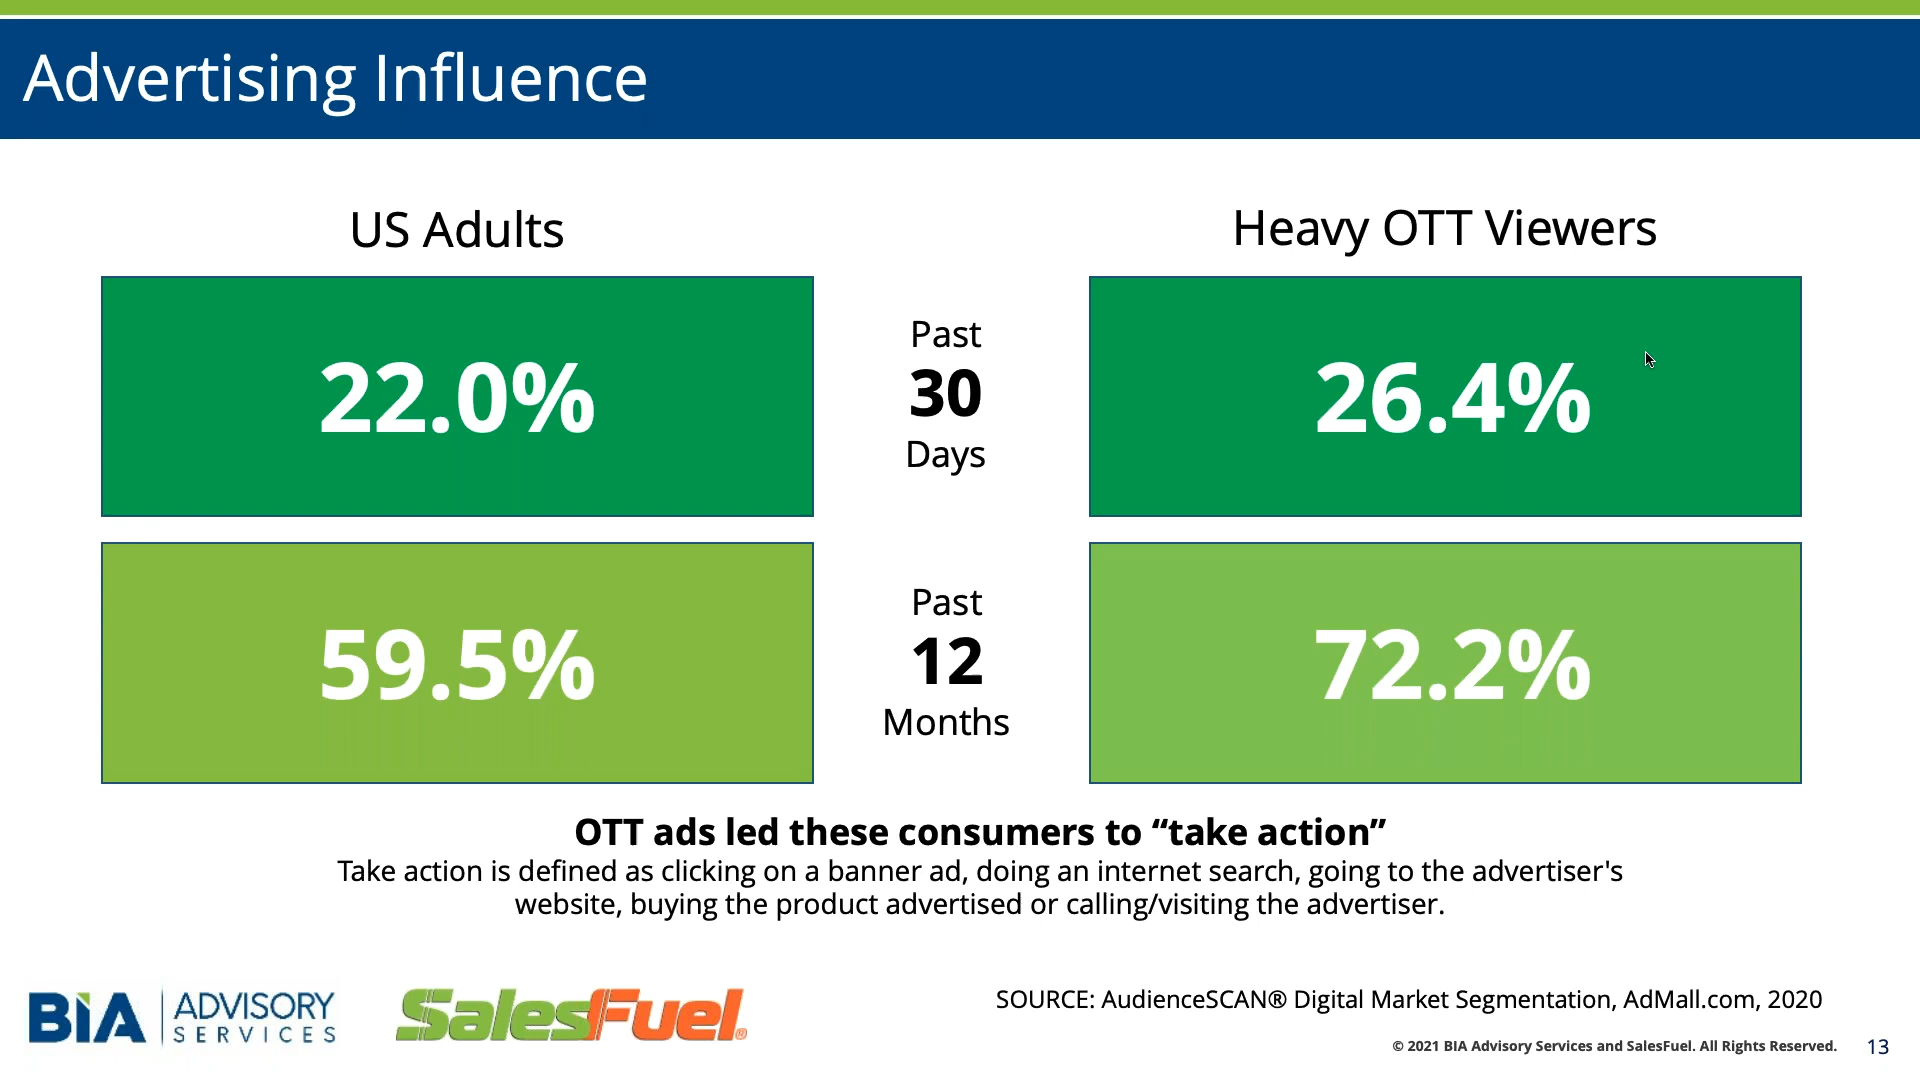 Advertising Influence
US Adults
Heavy OTT Viewers
22.0%
Past
30
Days
26.4%
59.5%
Past
12
Months
72.2%
OTT ads led these consumers to “take action”
Take action is defined as clicking on a banner ad, doing an internet search, going to the advertiser's
website, buying the product advertised or calling/visiting the advertiser.
BIA ADVISORY
SERVICES
SalesFuel®
SOURCE: AudienceSCAN® Digital Market Segmentation, AdMall.com, 2020
© 2021 BIA Advisory Services and SalesFuel. All Rights Reserved.
13